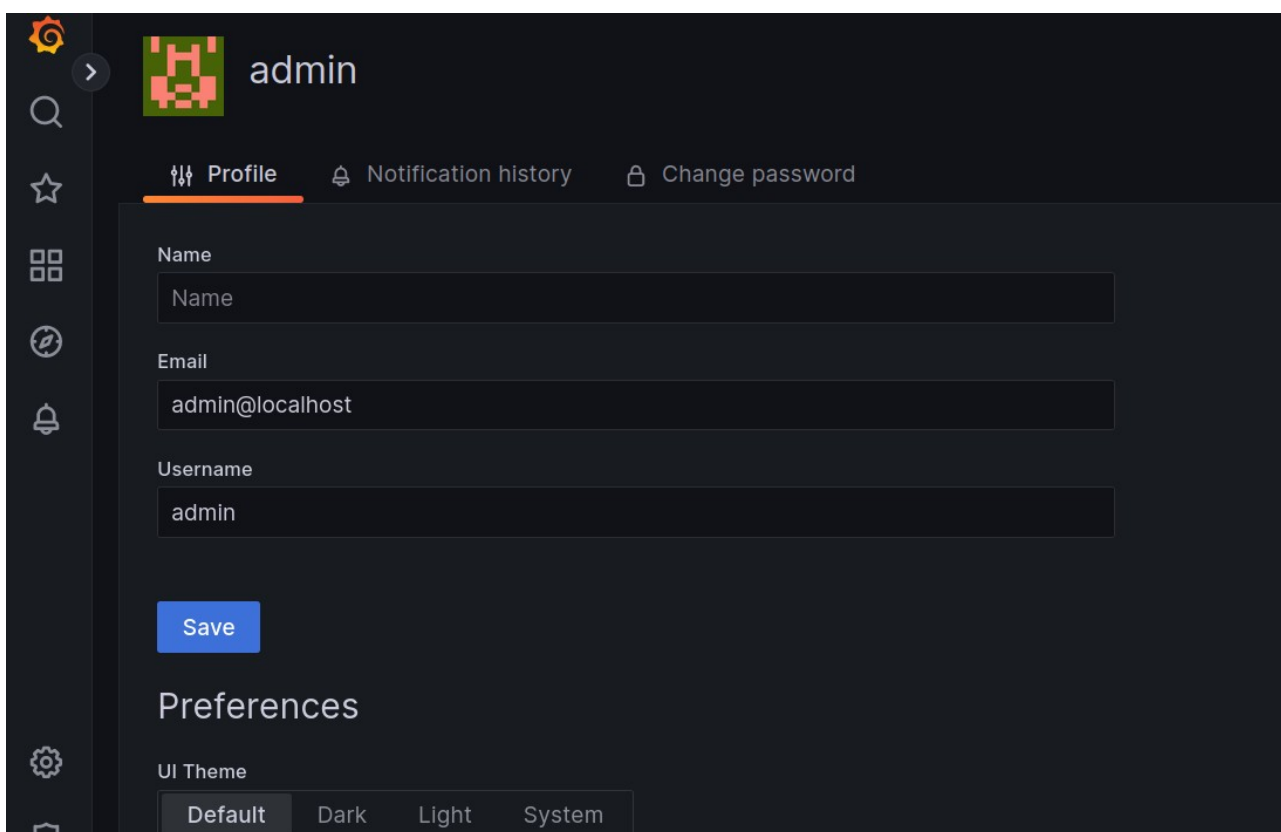 admin
Profile Notification history Change password
Name
Name
Email
admin@localhost
Username
admin
Save
Preferences
UI Theme
Default Dark Light System